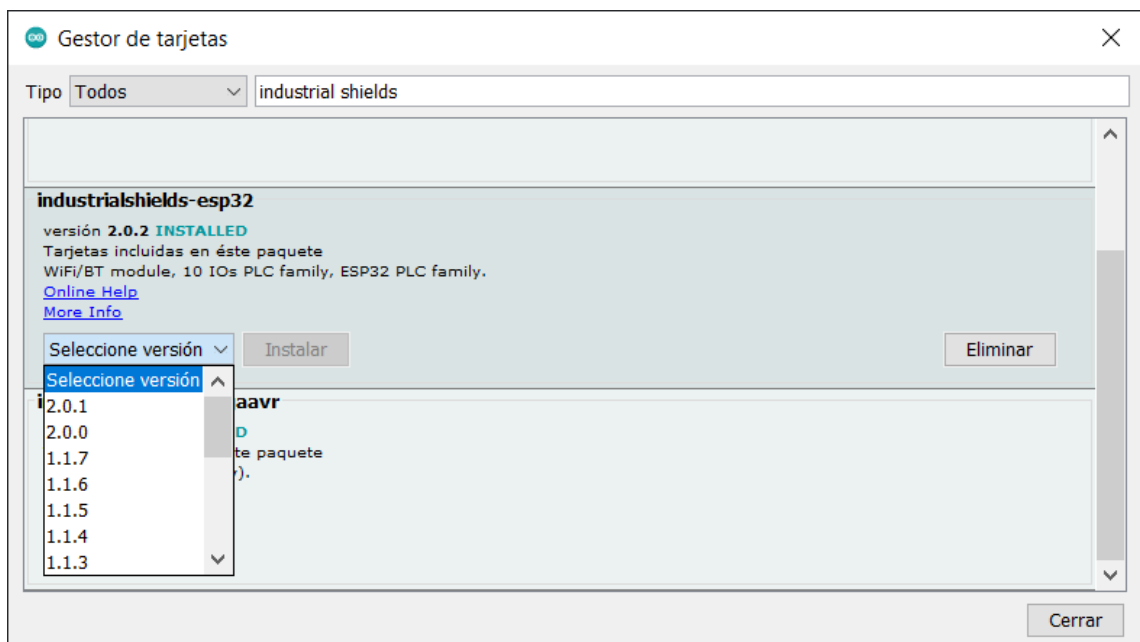 Gestor de tarjetas
Tipo Todos industrial shields
industrialshields-esp32
versión 2.0.2 INSTALLED
Tarjetas incluidas en éste paquete
WiFi/BT module, 10 IOs PLC family, ESP32 PLC family.
Online Help
More Info
Seleccione versión Instalar Eliminar
Seleccione versión
2.0.1 aavr
2.0.0
1.1.7 te paquete
1.1.6 ).
1.1.5
1.1.4
1.1.3
Cerrar